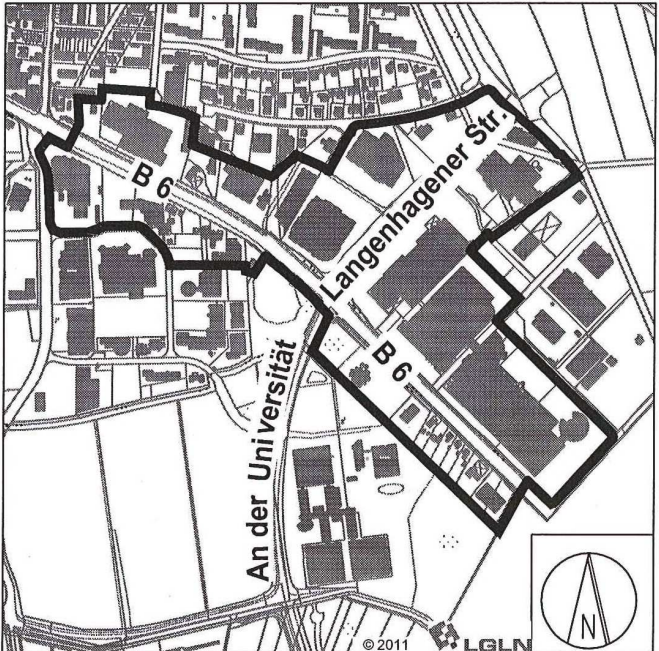 B 6
Langenhagener Str.
B 6
An der Universität
N
© 2011 LGLN